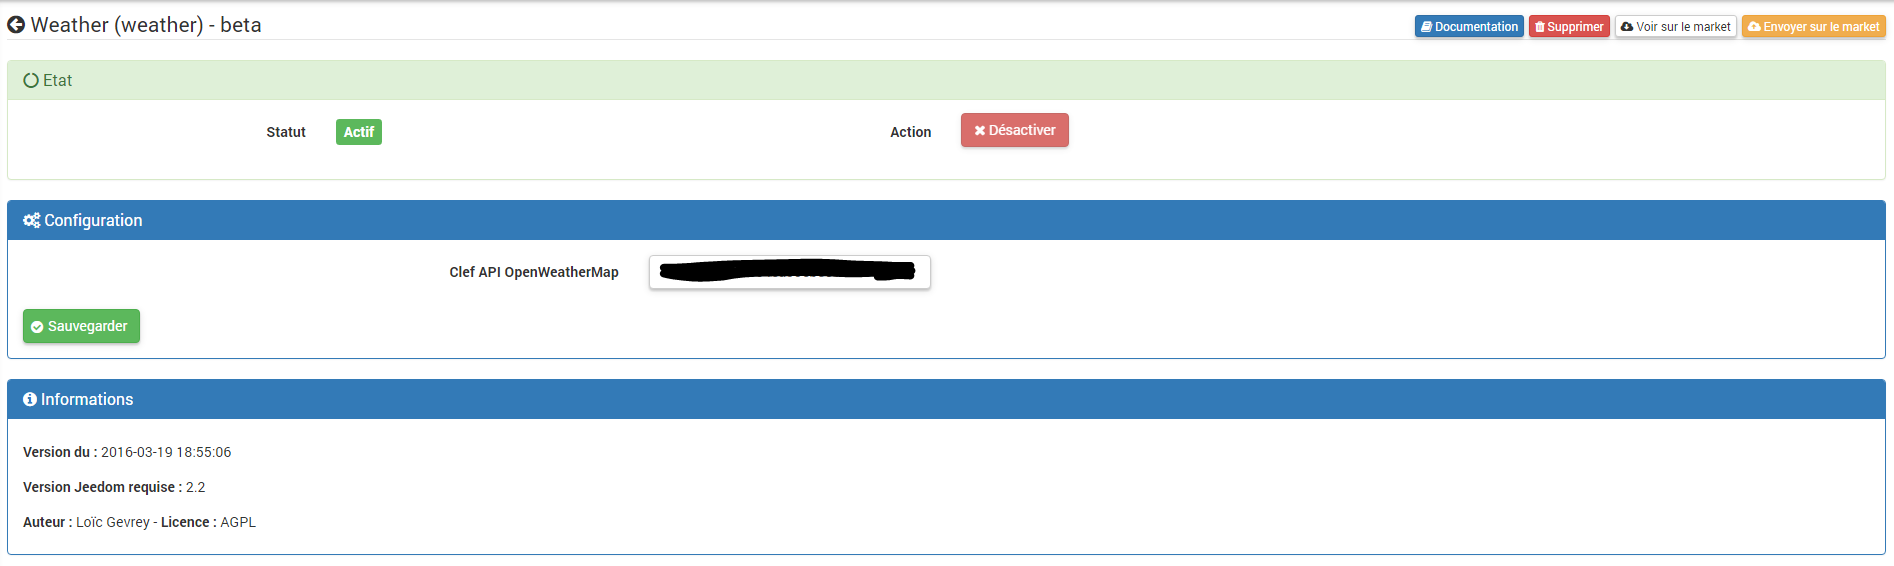 Weather (weather) - beta
Documentation Supprimer Voir sur le market Envoyer sur le market
Etat
Statut Actif Action Désactiver
Configuration
Clef API OpenWeatherMap
Sauvegarder
Informations
Version du : 2016-03-19 18:55:06
Version Jeedom requise : 2.2
Auteur : Loïc Gevrey - Licence : AGPL